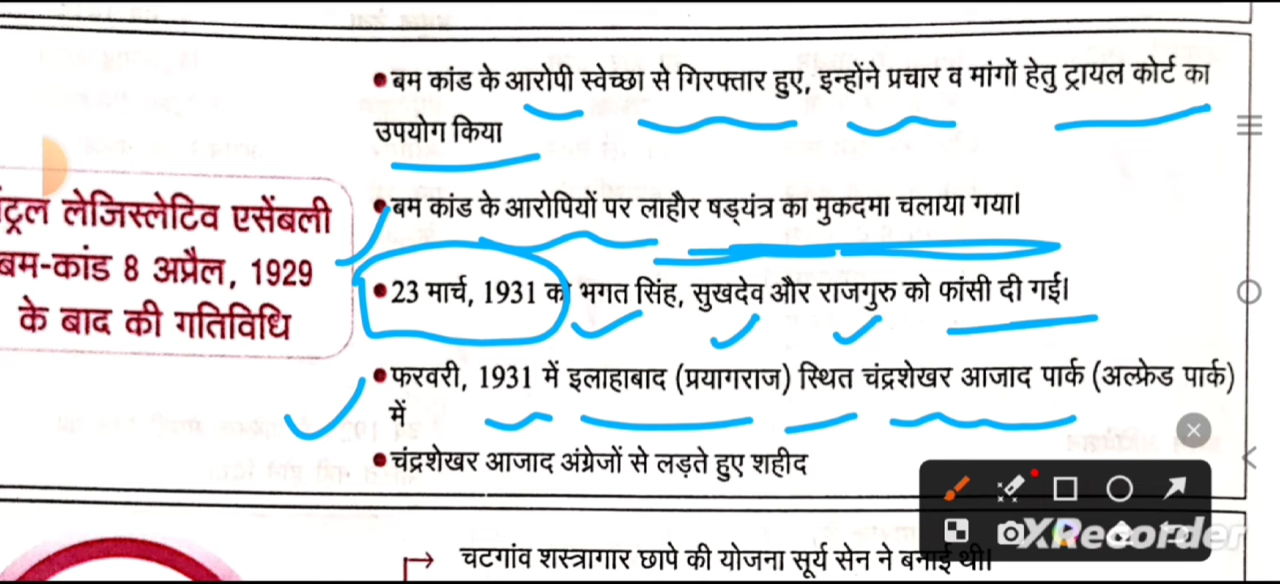 बम कांड के आरोपी स्वेच्छा से गिरफ्तार हुए, इन्होंने प्रचार व मांगों हेतु ट्रायल कोर्ट का
उपयोग किया
बम कांड के आरोपियों पर लाहौर षड्यंत्र का मुकदमा चलाया गया।
ट्रल लेजिस्लेटिव एसेंबली
बम-कांड 8 अप्रैल, 1929
के बाद की गतिविधि
23 मार्च, 1931 को भगत सिंह, सुखदेव और राजगुरु को फांसी दी गई।
फरवरी, 1931 में इलाहाबाद (प्रयागराज) स्थित चंद्रशेखर आजाद पार्क (अल्फ्रेड पार्क)
में
चंद्रशेखर आजाद अंग्रेजों से लड़ते हुए शहीद
XRecorder
चटगांव शस्त्रागार छापे की योजना सूर्य सेन ने बनाई थी।